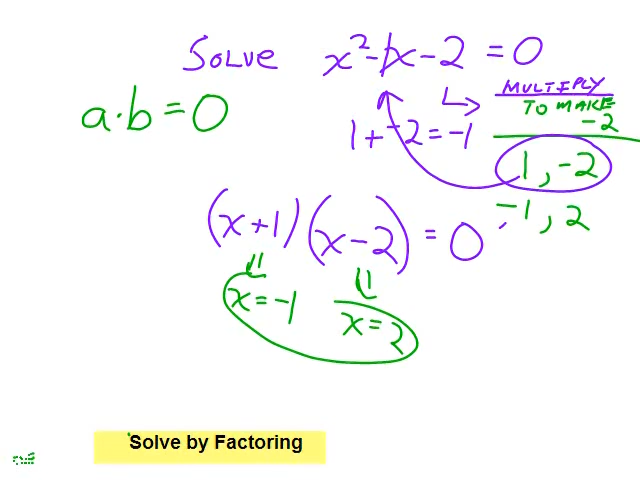 Solve x² - 1x - 2 = 0
MULTIPLY
TO MAKE
-2
a·b = 0
1 + -2 = -1
1, -2
-1, 2
(x+1)(x-2) = 0
x = -1
x = 2
Solve by Factoring